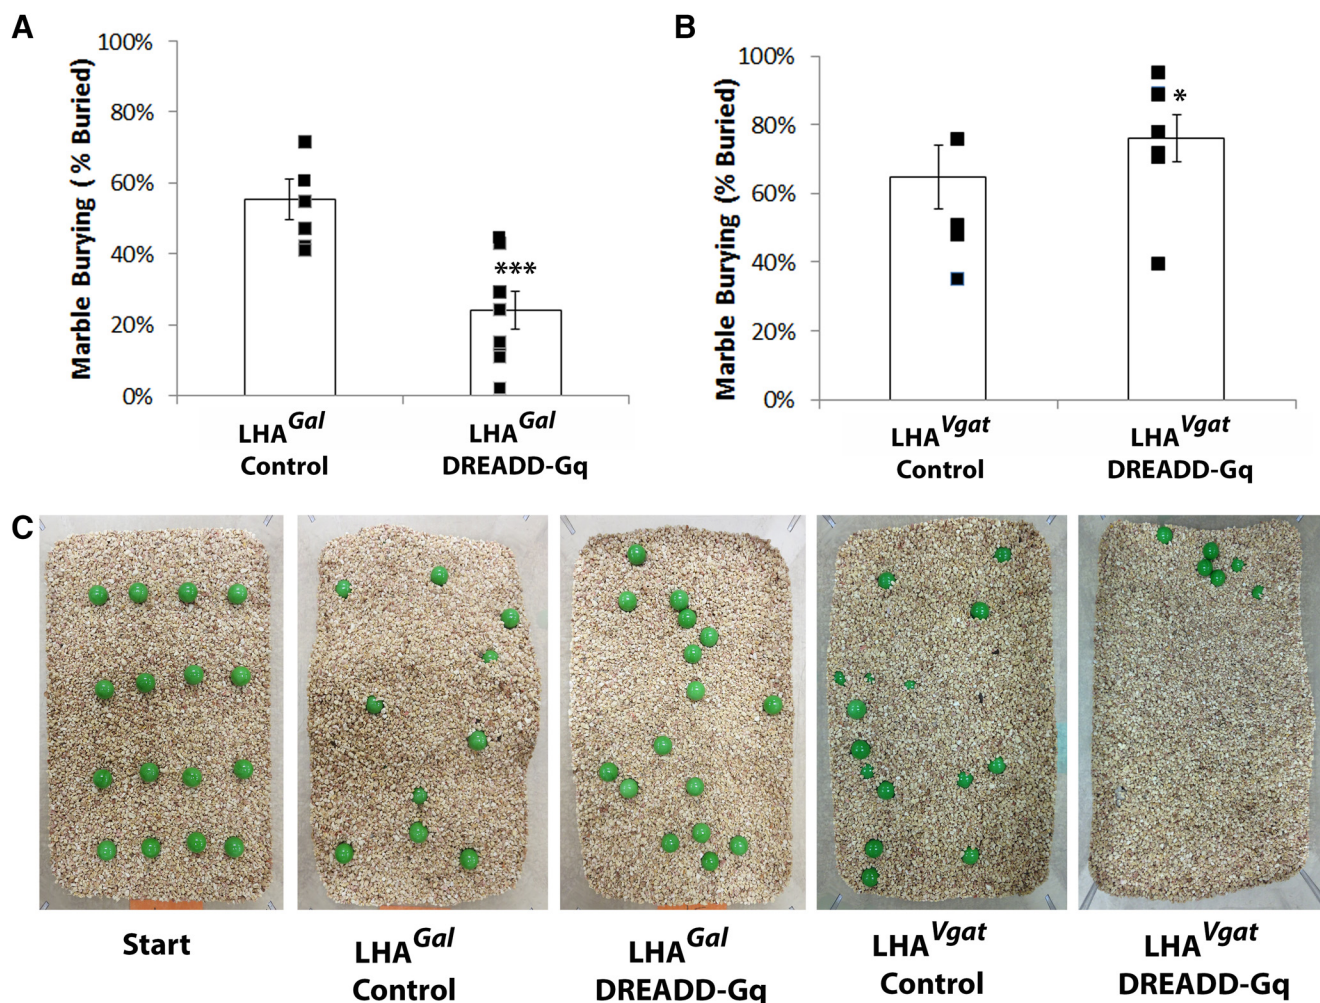 A
Marble Burying ( % Buried)
100%
80%
60%
40%
20%
0%
***
LHA^Gal
Control
LHA^Gal
DREADD-Gq
B
Marble Burying (% Buried)
100%
80%
60%
40%
20%
0%
*
LHA^Vgat
Control
LHA^Vgat
DREADD-Gq
C
Start
LHA^Gal
Control
LHA^Gal
DREADD-Gq
LHA^Vgat
Control
LHA^Vgat
DREADD-Gq